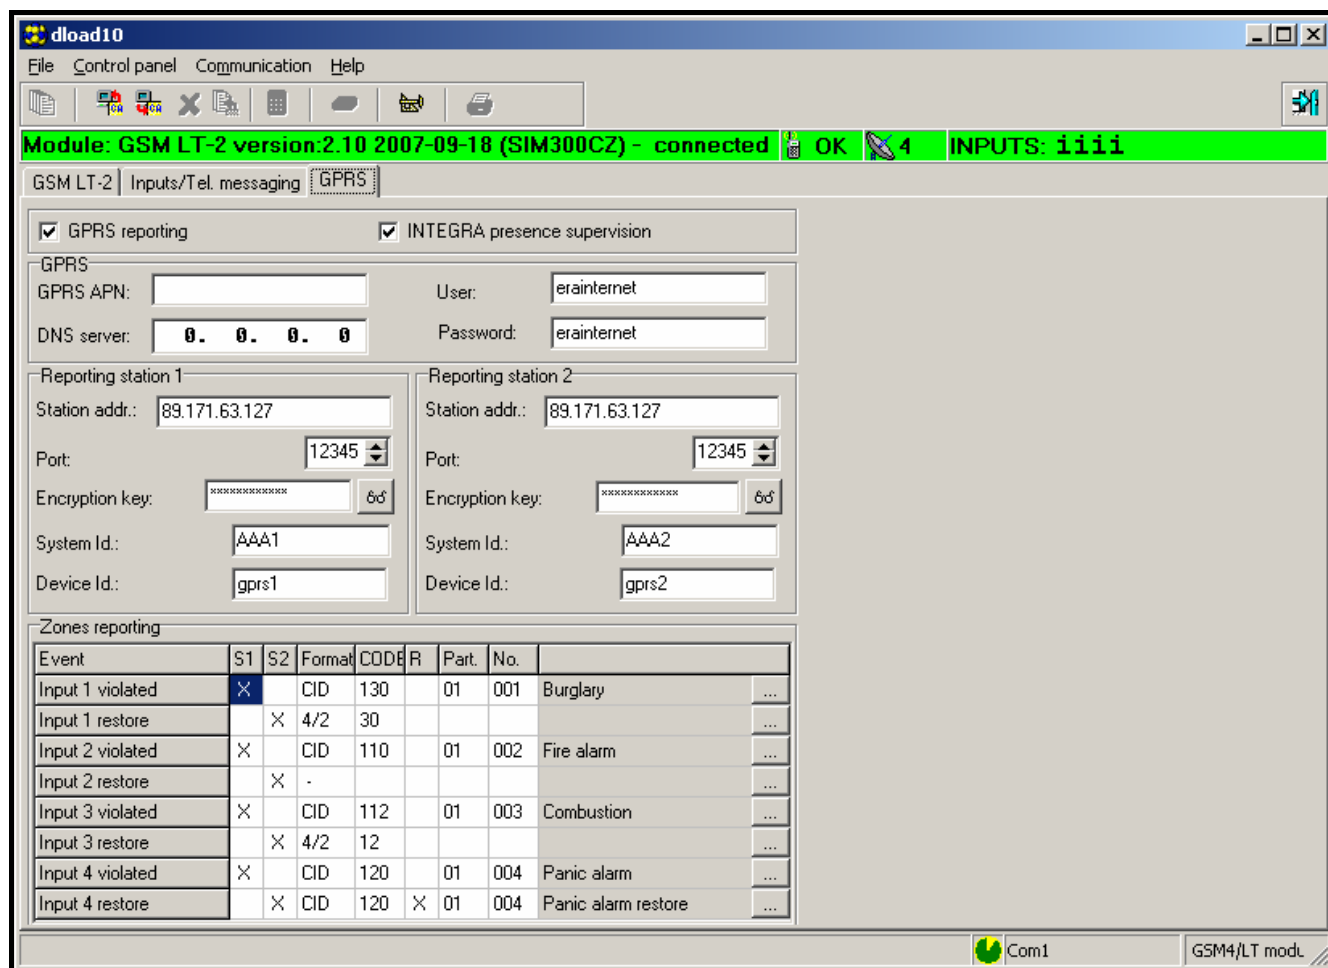 dload10
File Control panel Communication Help
Module: GSM LT-2 version:2.10 2007-09-18 (SIM300CZ) - connected OK 4 INPUTS: iiii
GSM LT-2 Inputs/Tel. messaging GPRS
GPRS reporting INTEGRA presence supervision
GPRS
GPRS APN: User: erainternet
DNS server: 0. 0. 0. 0 Password: erainternet
Reporting station 1 Reporting station 2
Station addr.: 89.171.63.127 Station addr.: 89.171.63.127
Port: 12345 Port: 12345
Encryption key: ************ Encryption key: ************
System Id.: AAA1 System Id.: AAA2
Device Id.: gprs1 Device Id.: gprs2
Zones reporting
Event S1 S2 Format CODE R Part. No.
Input 1 violated X CID 130 01 001 Burglary ...
Input 1 restore X 4/2 30 ...
Input 2 violated X CID 110 01 002 Fire alarm ...
Input 2 restore X - ...
Input 3 violated X CID 112 01 003 Combustion ...
Input 3 restore X 4/2 12 ...
Input 4 violated X CID 120 01 004 Panic alarm ...
Input 4 restore X CID 120 X 01 004 Panic alarm restore ...
Com1 GSM4/LT modu